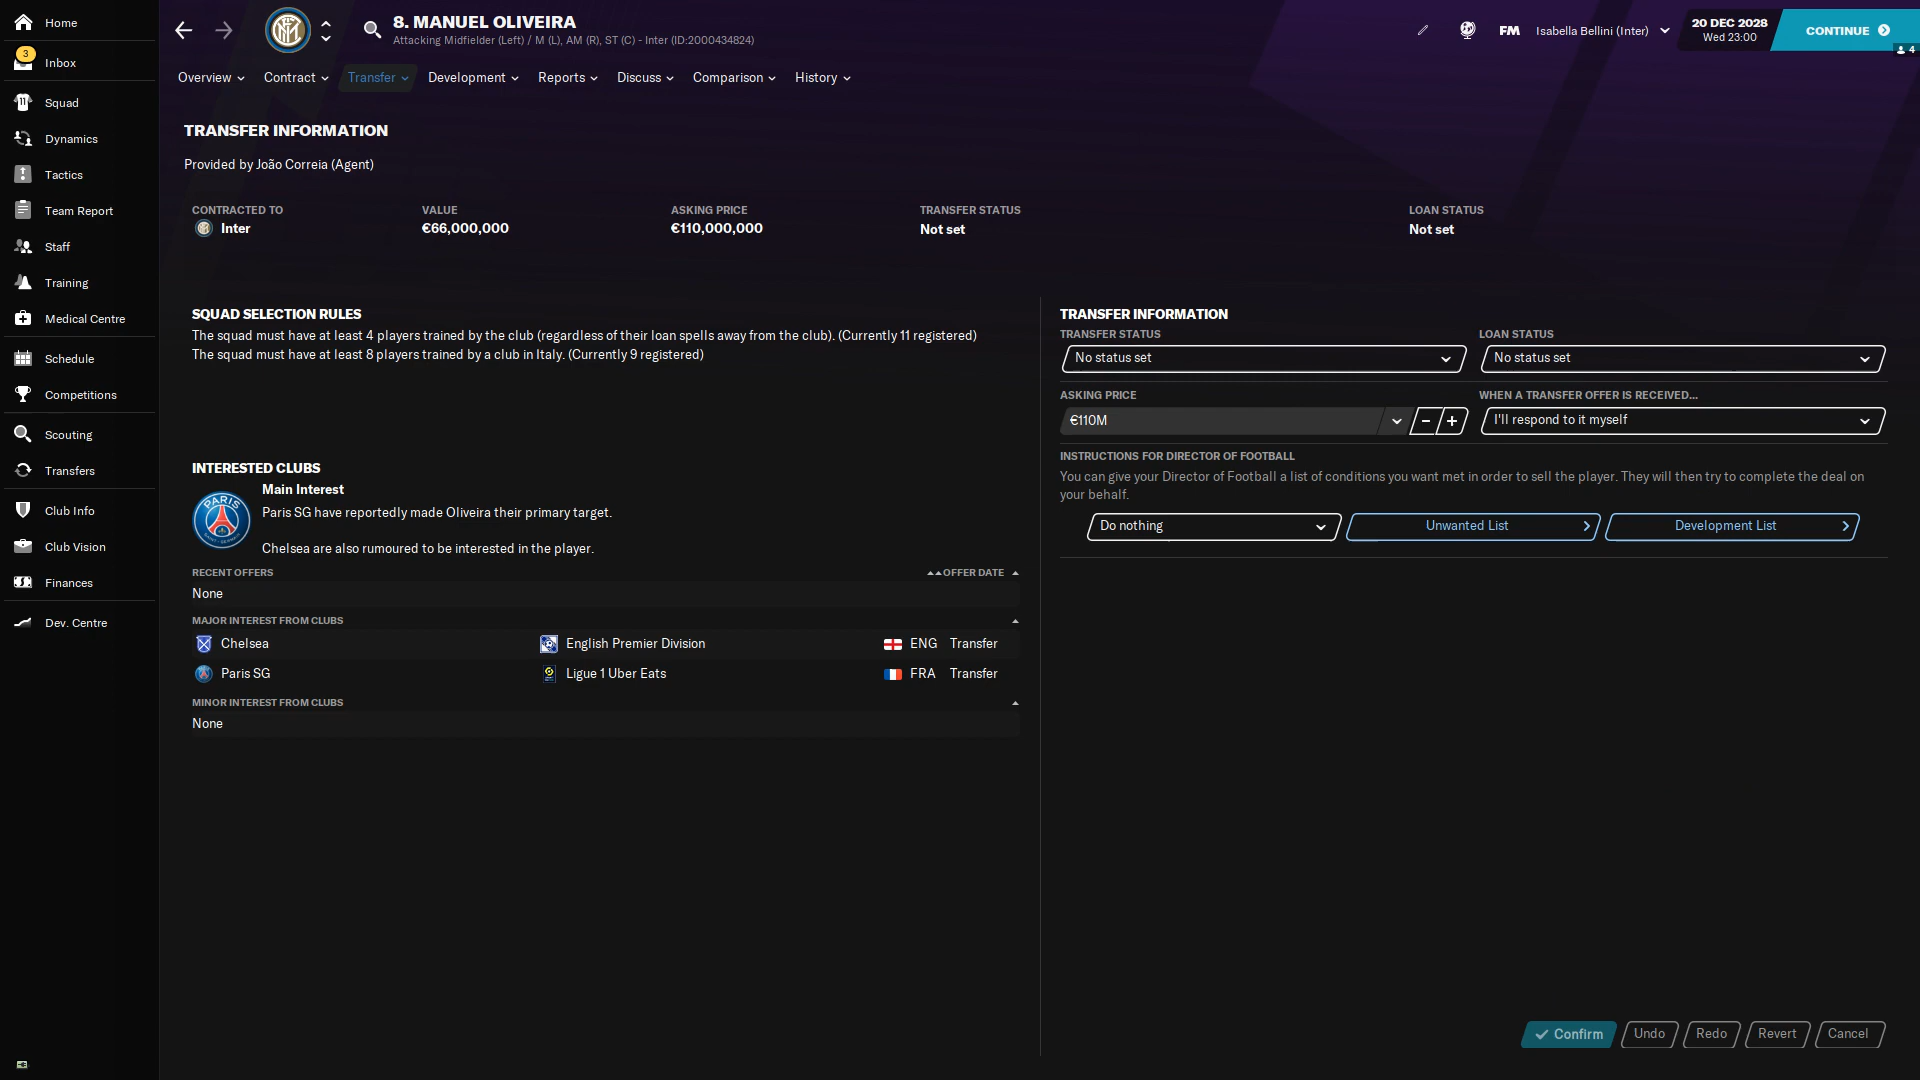 Home
3
Inbox
Squad
Dynamics
Tactics
Team Report
Staff
Training
Medical Centre
Schedule
Competitions
Scouting
Transfers
Club Info
Club Vision
Finances
Dev. Centre
8. MANUEL OLIVEIRA
Attacking Midfielder (Left) / M (L), AM (R), ST (C) - Inter (ID:2000434824)
FM
Isabella Bellini (Inter)
20 DEC 2028
Wed 23:00
CONTINUE
4
Overview
Contract
Transfer
Development
Reports
Discuss
Comparison
History
TRANSFER INFORMATION
Provided by João Correia (Agent)
CONTRACTED TO
Inter
VALUE
€66,000,000
ASKING PRICE
€110,000,000
TRANSFER STATUS
Not set
LOAN STATUS
Not set
SQUAD SELECTION RULES
The squad must have at least 4 players trained by the club (regardless of their loan spells away from the club). (Currently 11 registered)
The squad must have at least 8 players trained by a club in Italy. (Currently 9 registered)
INTERESTED CLUBS
PARIS
SAINT-GERMAIN
Main Interest
Paris SG have reportedly made Oliveira their primary target.
Chelsea are also rumoured to be interested in the player.
RECENT OFFERS
OFFER DATE
None
MAJOR INTEREST FROM CLUBS
Chelsea English Premier Division ENG Transfer
Paris SG Ligue 1 Uber Eats FRA Transfer
MINOR INTEREST FROM CLUBS
None
TRANSFER INFORMATION
TRANSFER STATUS
No status set
LOAN STATUS
No status set
ASKING PRICE
€110M
WHEN A TRANSFER OFFER IS RECEIVED...
I'll respond to it myself
INSTRUCTIONS FOR DIRECTOR OF FOOTBALL
You can give your Director of Football a list of conditions you want met in order to sell the player. They will then try to complete the deal on
your behalf.
Do nothing
Unwanted List
Development List
Confirm
Undo
Redo
Revert
Cancel